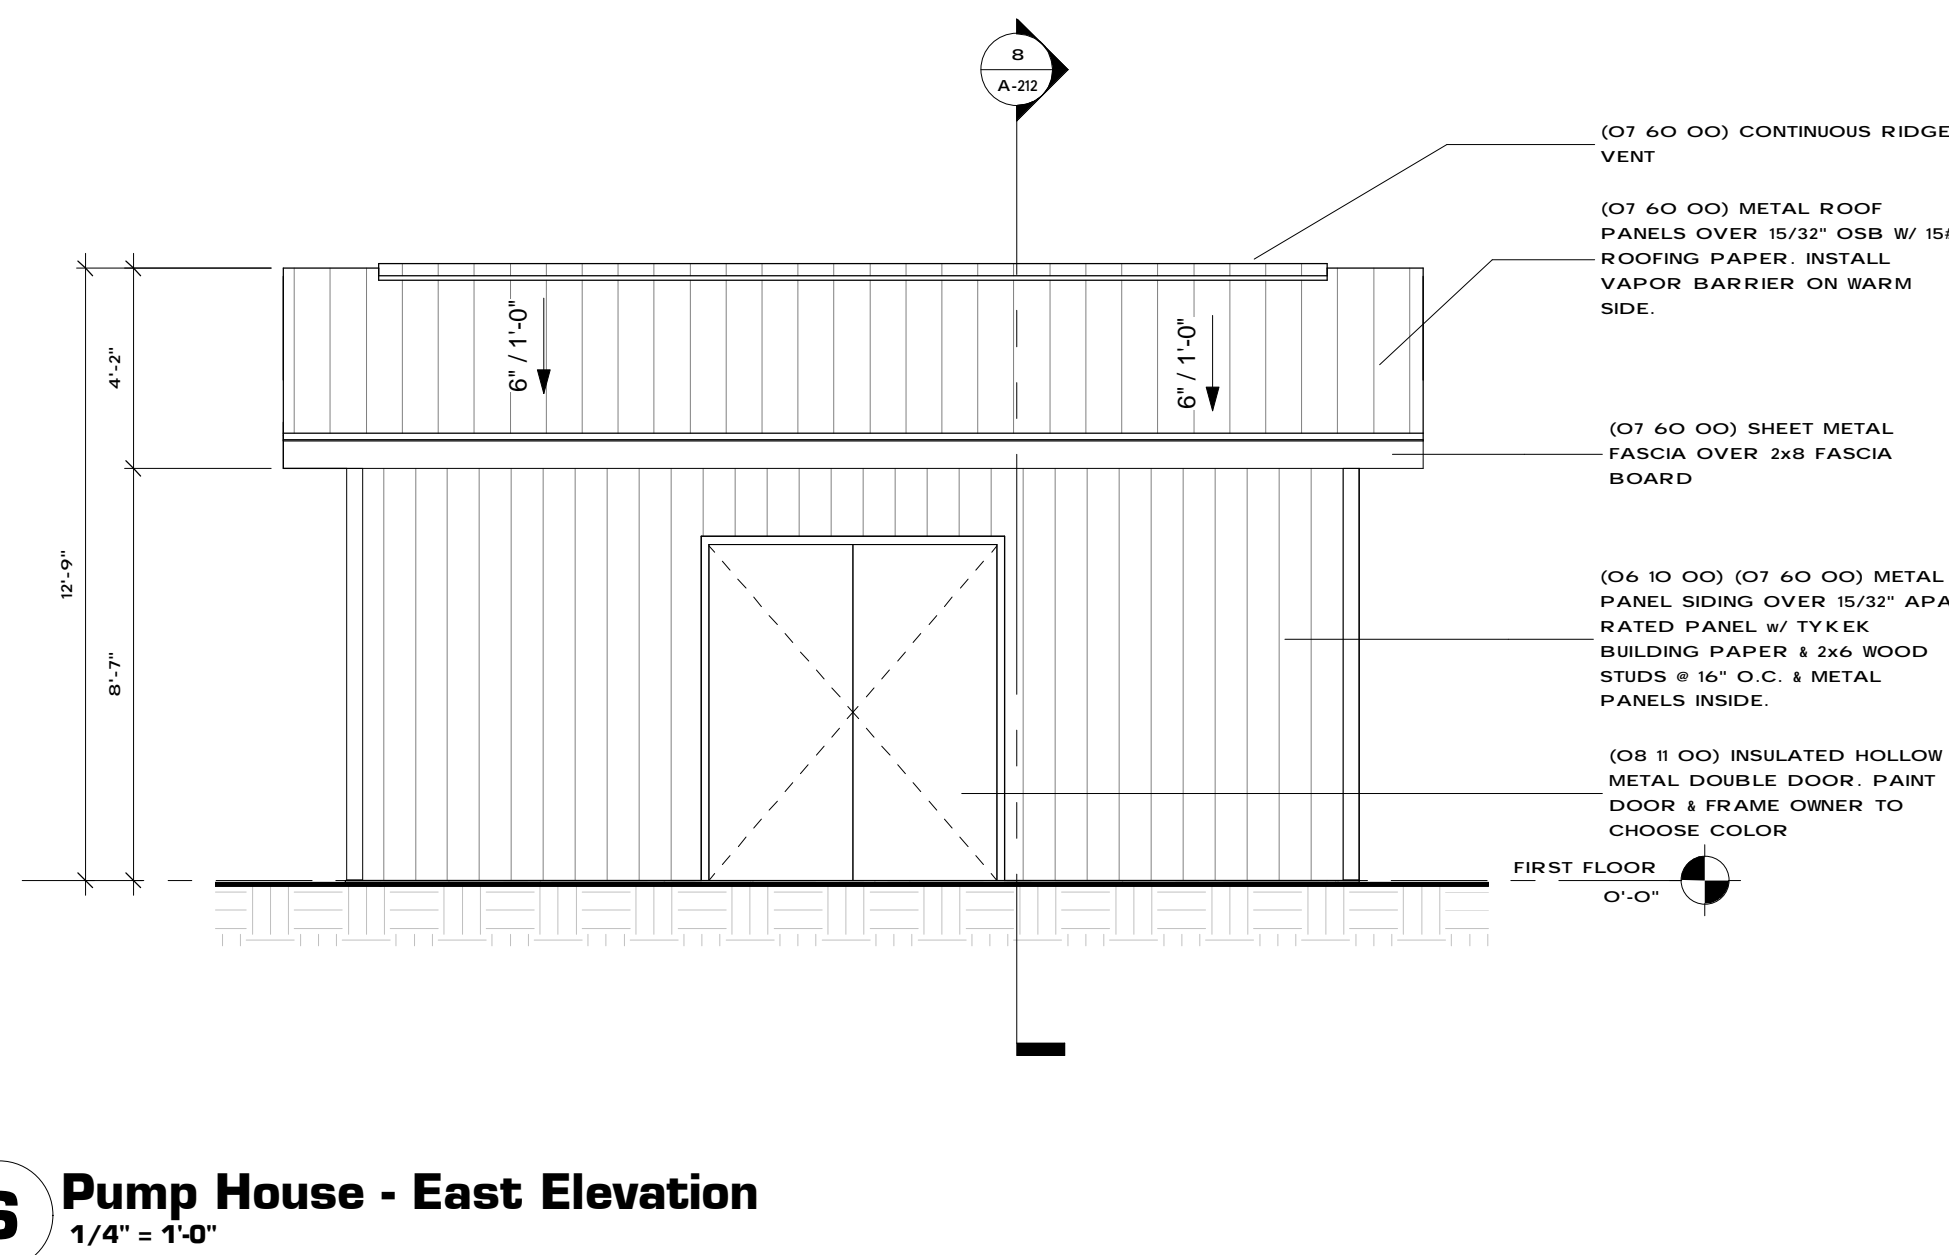 8
A-212
(07 60 00) CONTINUOUS RIDGE
VENT
(07 60 00) METAL ROOF
PANELS OVER 15/32" OSB W/ 15#
ROOFING PAPER. INSTALL
VAPOR BARRIER ON WARM
SIDE.
6" / 1'-0"
6" / 1'-0"
4'-2"
(07 60 00) SHEET METAL
FASCIA OVER 2x8 FASCIA
BOARD
12'-9"
8'-7"
(06 10 00) (07 60 00) METAL
PANEL SIDING OVER 15/32" APA
RATED PANEL w/ TYKEK
BUILDING PAPER & 2x6 WOOD
STUDS @ 16" O.C. & METAL
PANELS INSIDE.
(08 11 00) INSULATED HOLLOW
METAL DOUBLE DOOR. PAINT
DOOR & FRAME OWNER TO
CHOOSE COLOR
FIRST FLOOR
0'-0"
Pump House - East Elevation
1/4" = 1'-0"